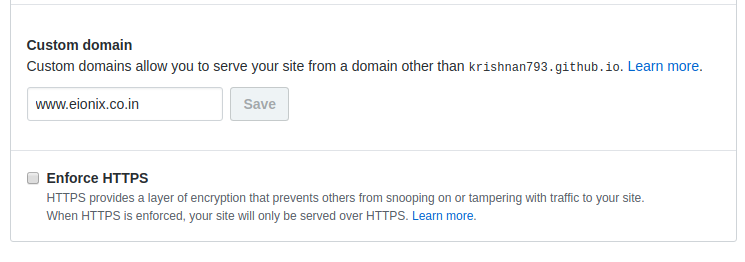 Custom domain
Custom domains allow you to serve your site from a domain other than krishnan793.github.io. Learn more.
www.eionix.co.in Save
Enforce HTTPS
HTTPS provides a layer of encryption that prevents others from snooping on or tampering with traffic to your site.
When HTTPS is enforced, your site will only be served over HTTPS. Learn more.